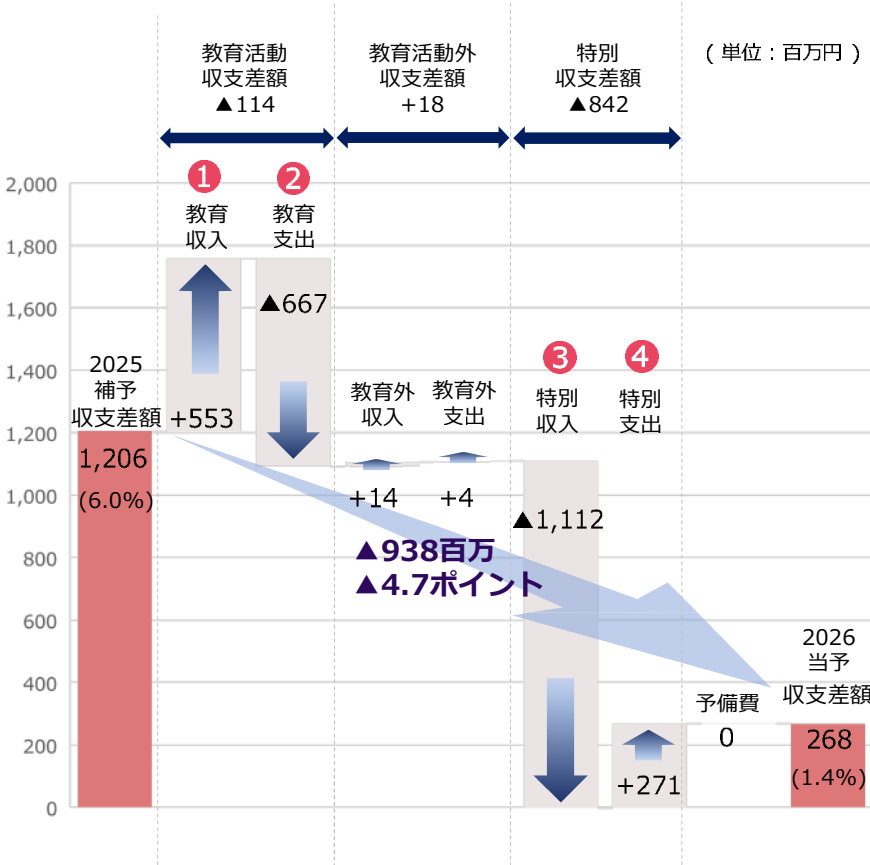 教育活動
収支差額
▲114
教育活動外
収支差額
+18
特別
収支差額
▲842
(単位：百万円)
2,000
1,800
1,600
1,400
1,200
1,000
800
600
400
200
0
2025
補予
収支差額
1,206
(6.0%)
1
教育
収入
+553
2
教育
支出
▲667
教育外
収入
+14
教育外
支出
+4
▲938百万
▲4.7ポイント
3
特別
収入
▲1,112
4
特別
支出
+271
予備費
0
2026
当予
収支差額
268
(1.4%)